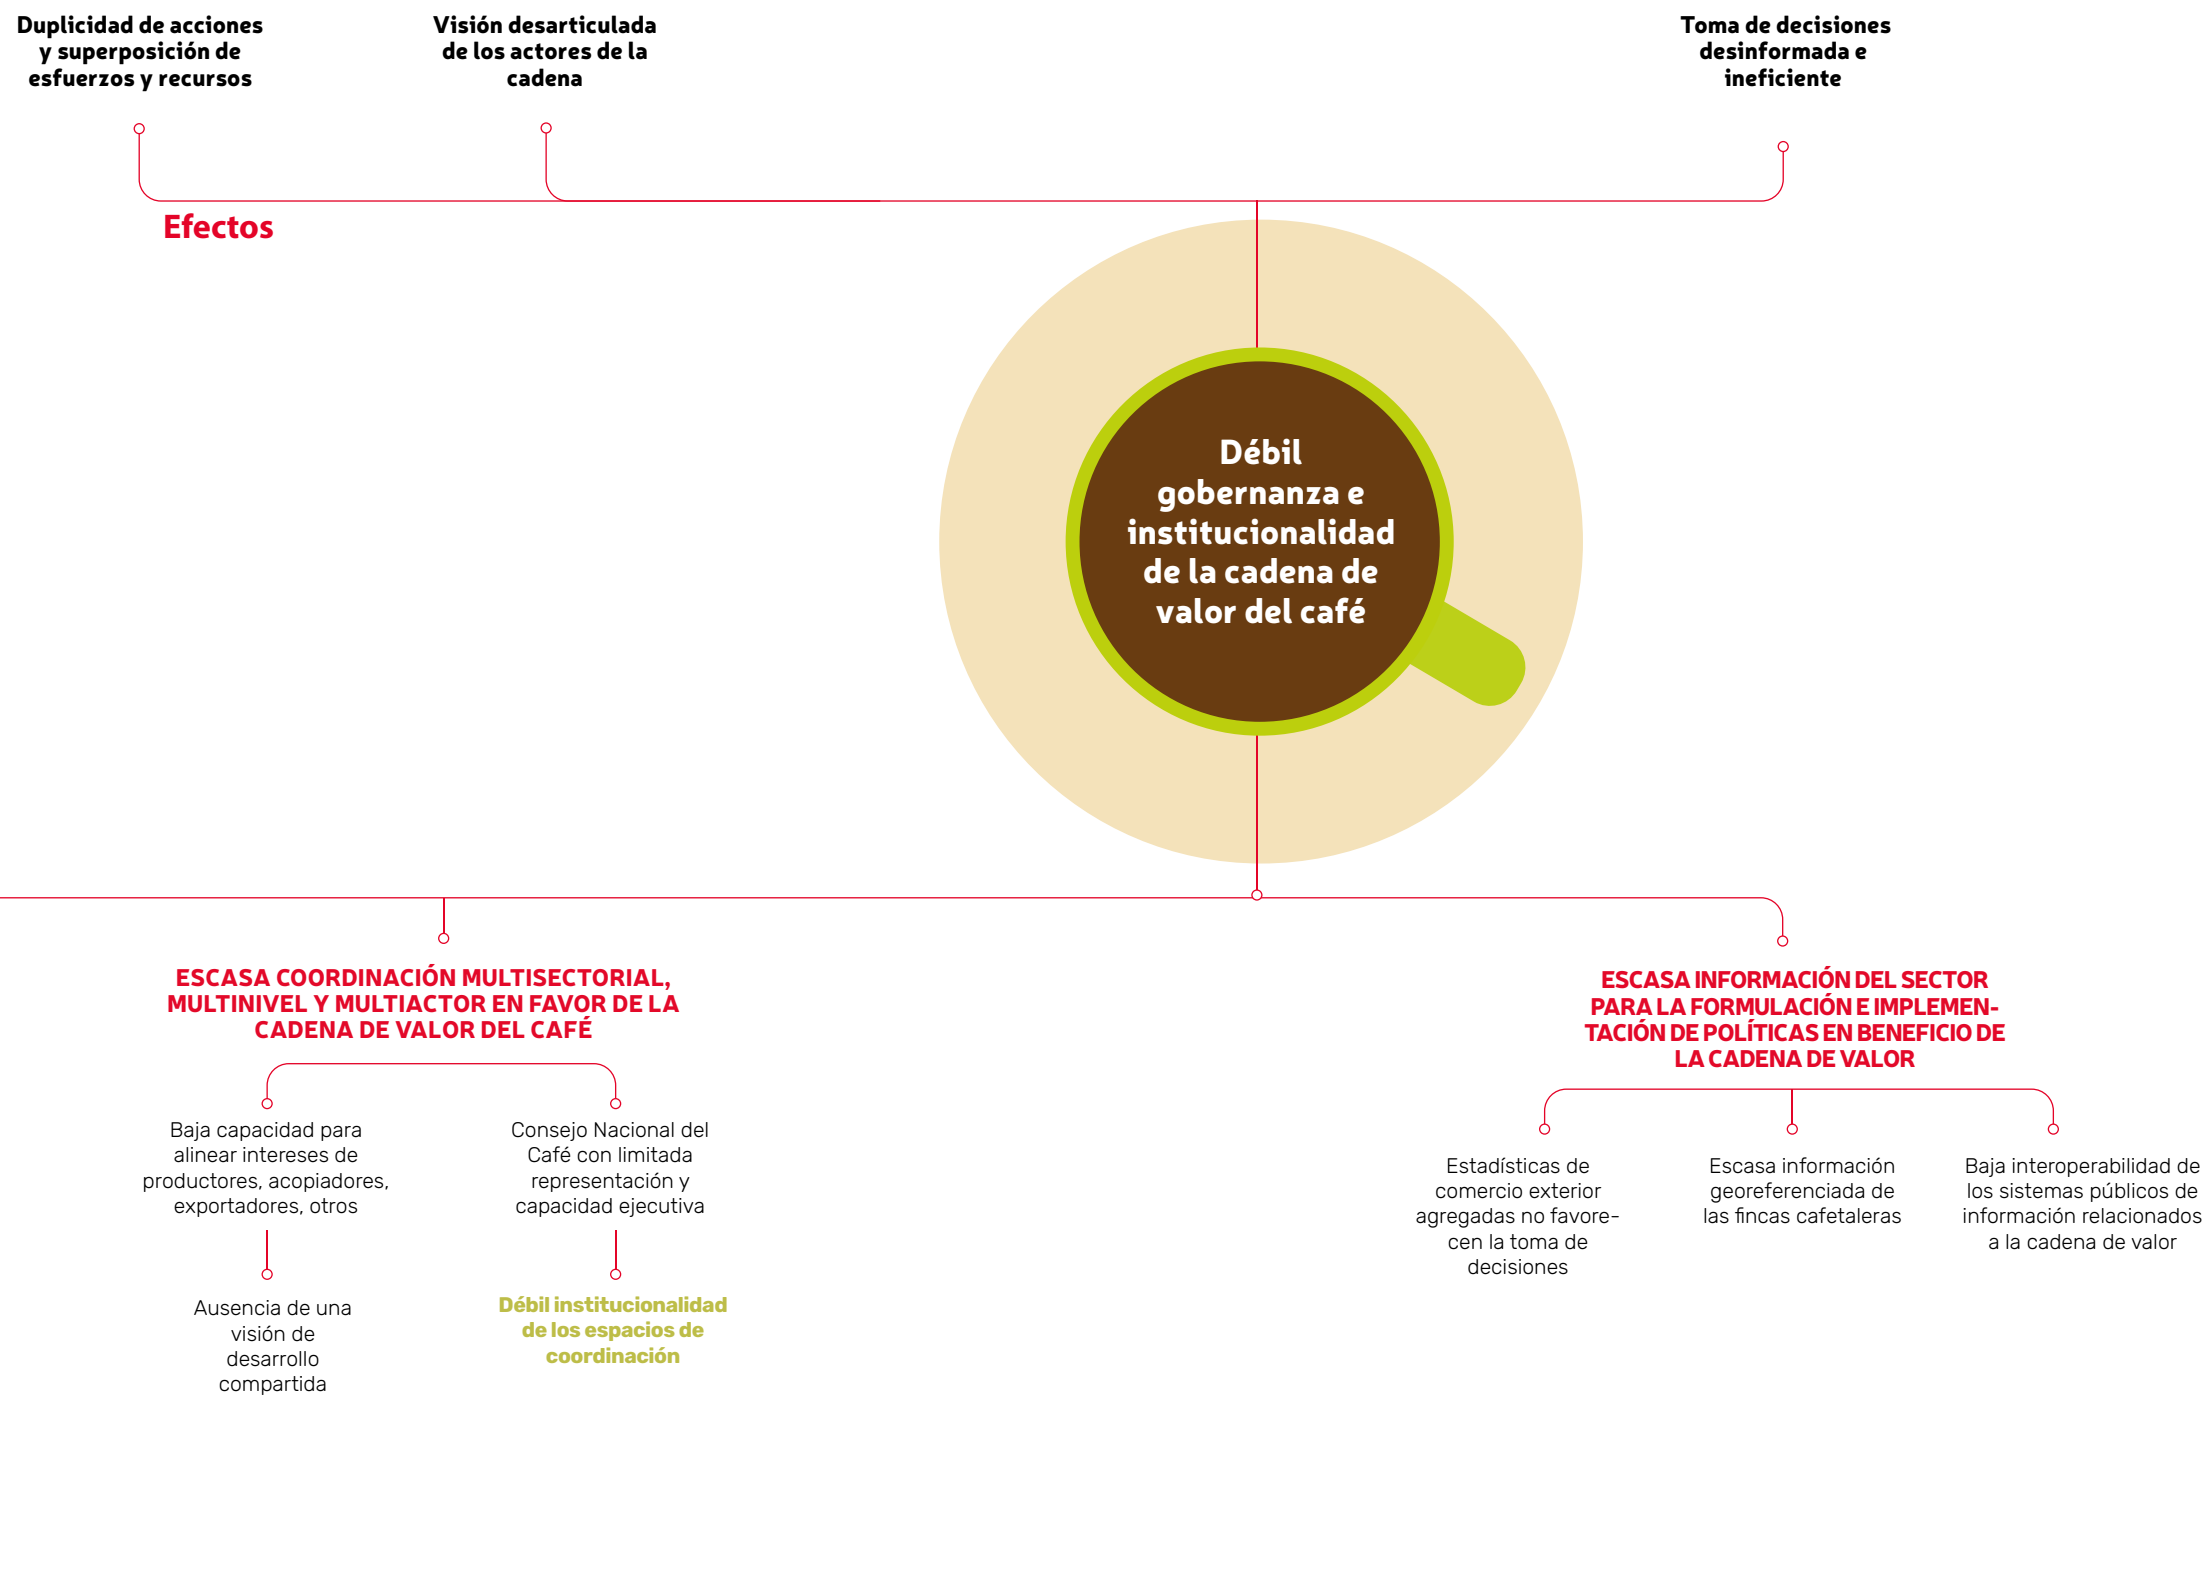 Duplicidad de acciones
y superposición de
esfuerzos y recursos
Visión desarticulada
de los actores de la
cadena
Toma de decisiones
desinformada e
ineficiente
Efectos
Débil
gobernanza e
institucionalidad
de la cadena de
valor del café
ESCASA COORDINACIÓN MULTISECTORIAL,
MULTINIVEL Y MULTIACTOR EN FAVOR DE LA
CADENA DE VALOR DEL CAFÉ
Baja capacidad para
alinear intereses de
productores, acopiadores,
exportadores, otros
Ausencia de una
visión de
desarrollo
compartida
Consejo Nacional del
Café con limitada
representación y
capacidad ejecutiva
Débil institucionalidad
de los espacios de
coordinación
ESCASA INFORMACIÓN DEL SECTOR
PARA LA FORMULACIÓN E IMPLEMEN-
TACIÓN DE POLÍTICAS EN BENEFICIO DE
LA CADENA DE VALOR
Estadísticas de
comercio exterior
agregadas no favore-
cen la toma de
decisiones
Escasa información
georeferenciada de
las fincas cafetaleras
Baja interoperabilidad de
los sistemas públicos de
información relacionados
a la cadena de valor